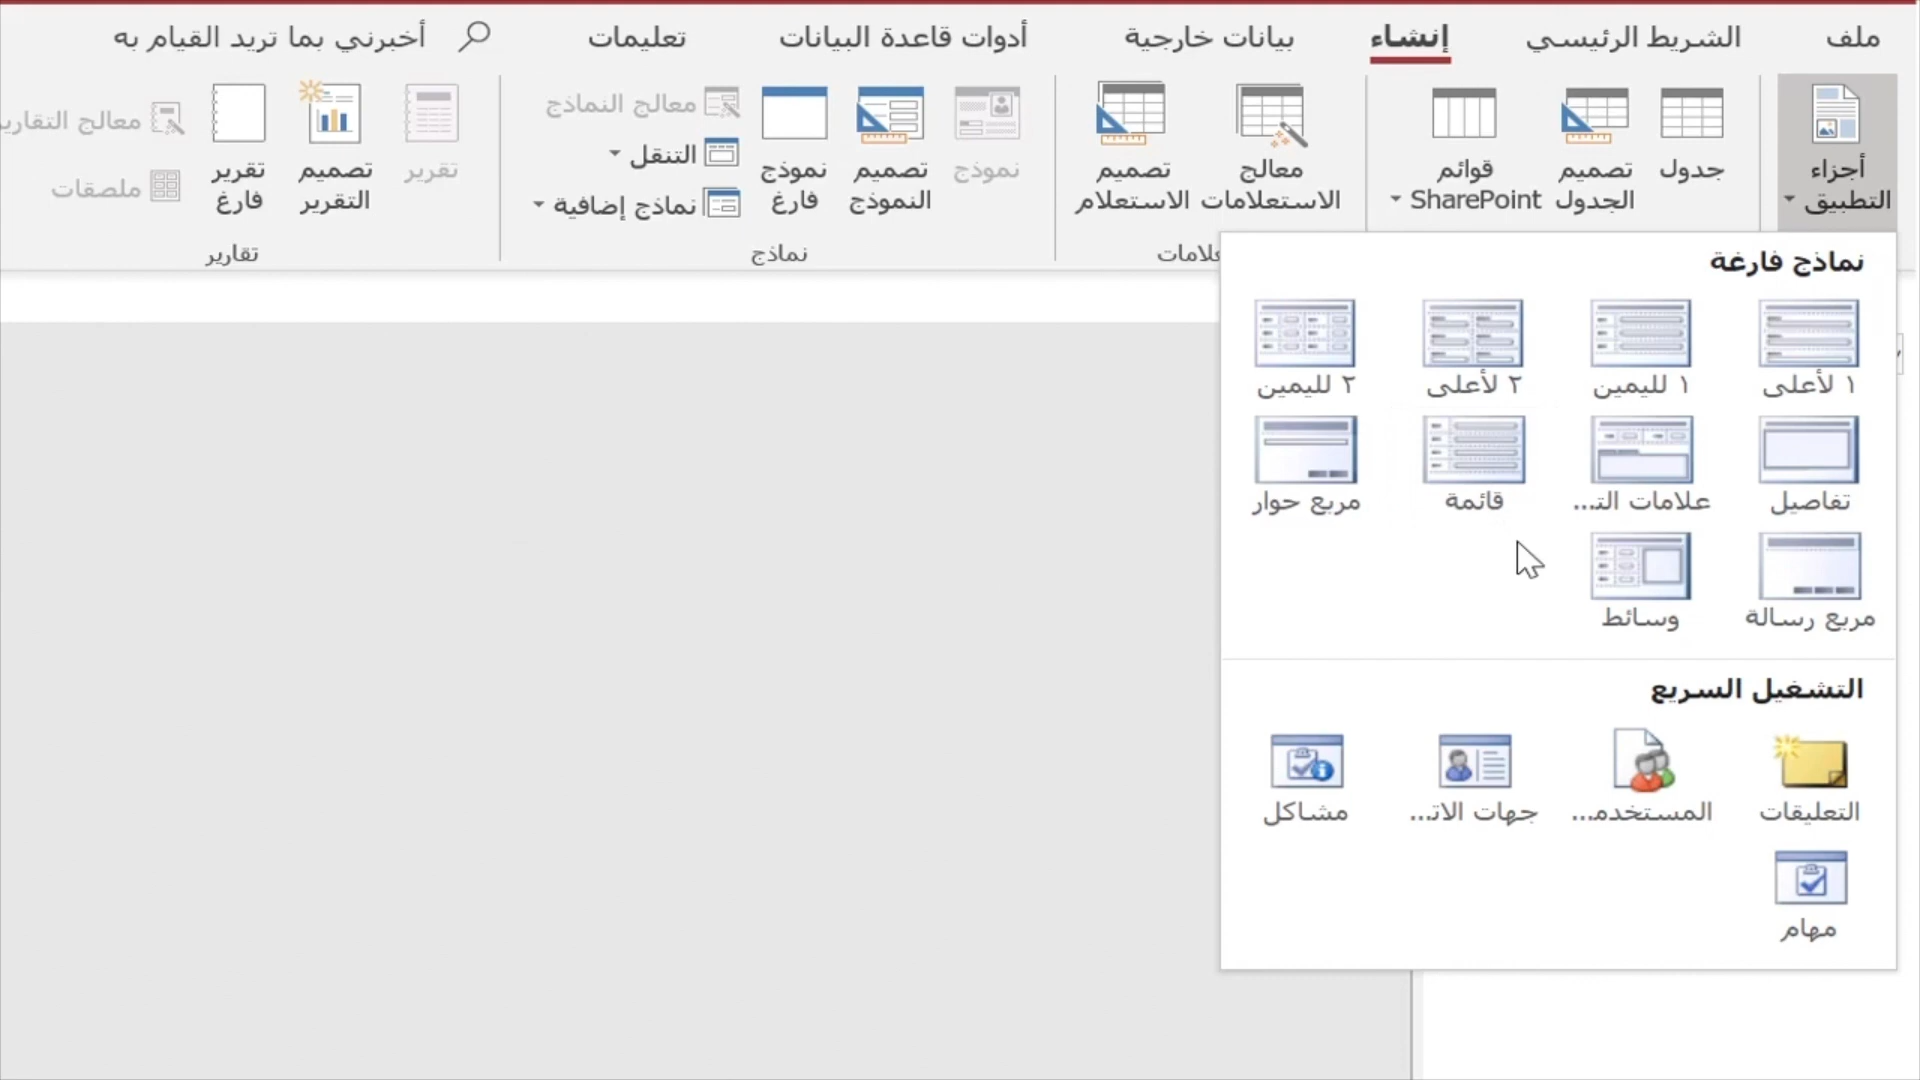 ملف
الشريط الرئيسي
إنشاء
بيانات خارجية
أدوات قاعدة البيانات
تعليمات
أخبرني بما تريد القيام به
أجزاء
التطبيق
جدول
تصميم
الجدول
قوائم
SharePoint
معالج
الاستعلامات
تصميم
الاستعلام
نموذج
تصميم
النموذج
نموذج
فارغ
معالج النماذج
التنقل
نماذج إضافية
نماذج
تقرير
تصميم
التقرير
تقرير
فارغ
معالج التقارير
ملصقات
تقارير
نماذج فارغة
١ لأعلى
١ لليمين
٢ لأعلى
٢ لليمين
تفاصيل
علامات الت...
قائمة
مربع حوار
مربع رسالة
وسائط
التشغيل السريع
التعليقات
المستخدم...
جهات الات...
مشاكل
مهام